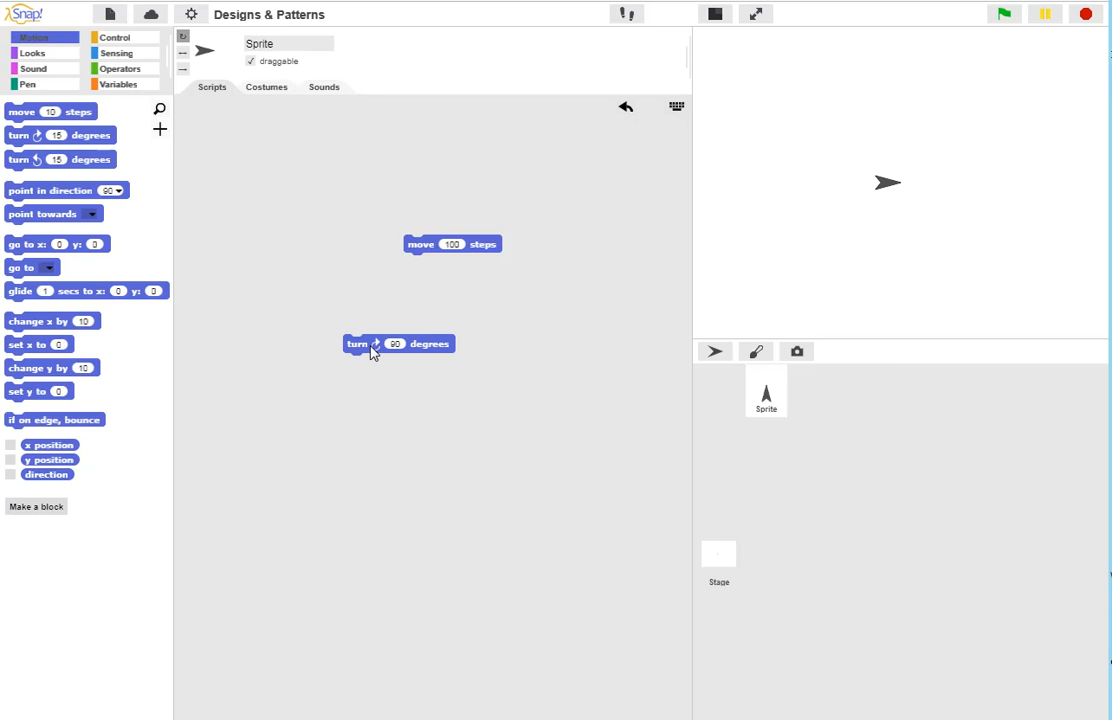 Snap!
Designs & Patterns
Motion
Control
Looks
Sensing
Sound
Operators
Pen
Variables
Sprite
draggable
Scripts
Costumes
Sounds
move 10 steps
turn 15 degrees
turn 15 degrees
point in direction 90
point towards
go to x: 0 y: 0
go to
glide 1 secs to x: 0 y: 0
change x by 10
set x to 0
change y by 10
set y to 0
if on edge, bounce
x position
y position
direction
Make a block
move 100 steps
turn 90 degrees
Sprite
Stage